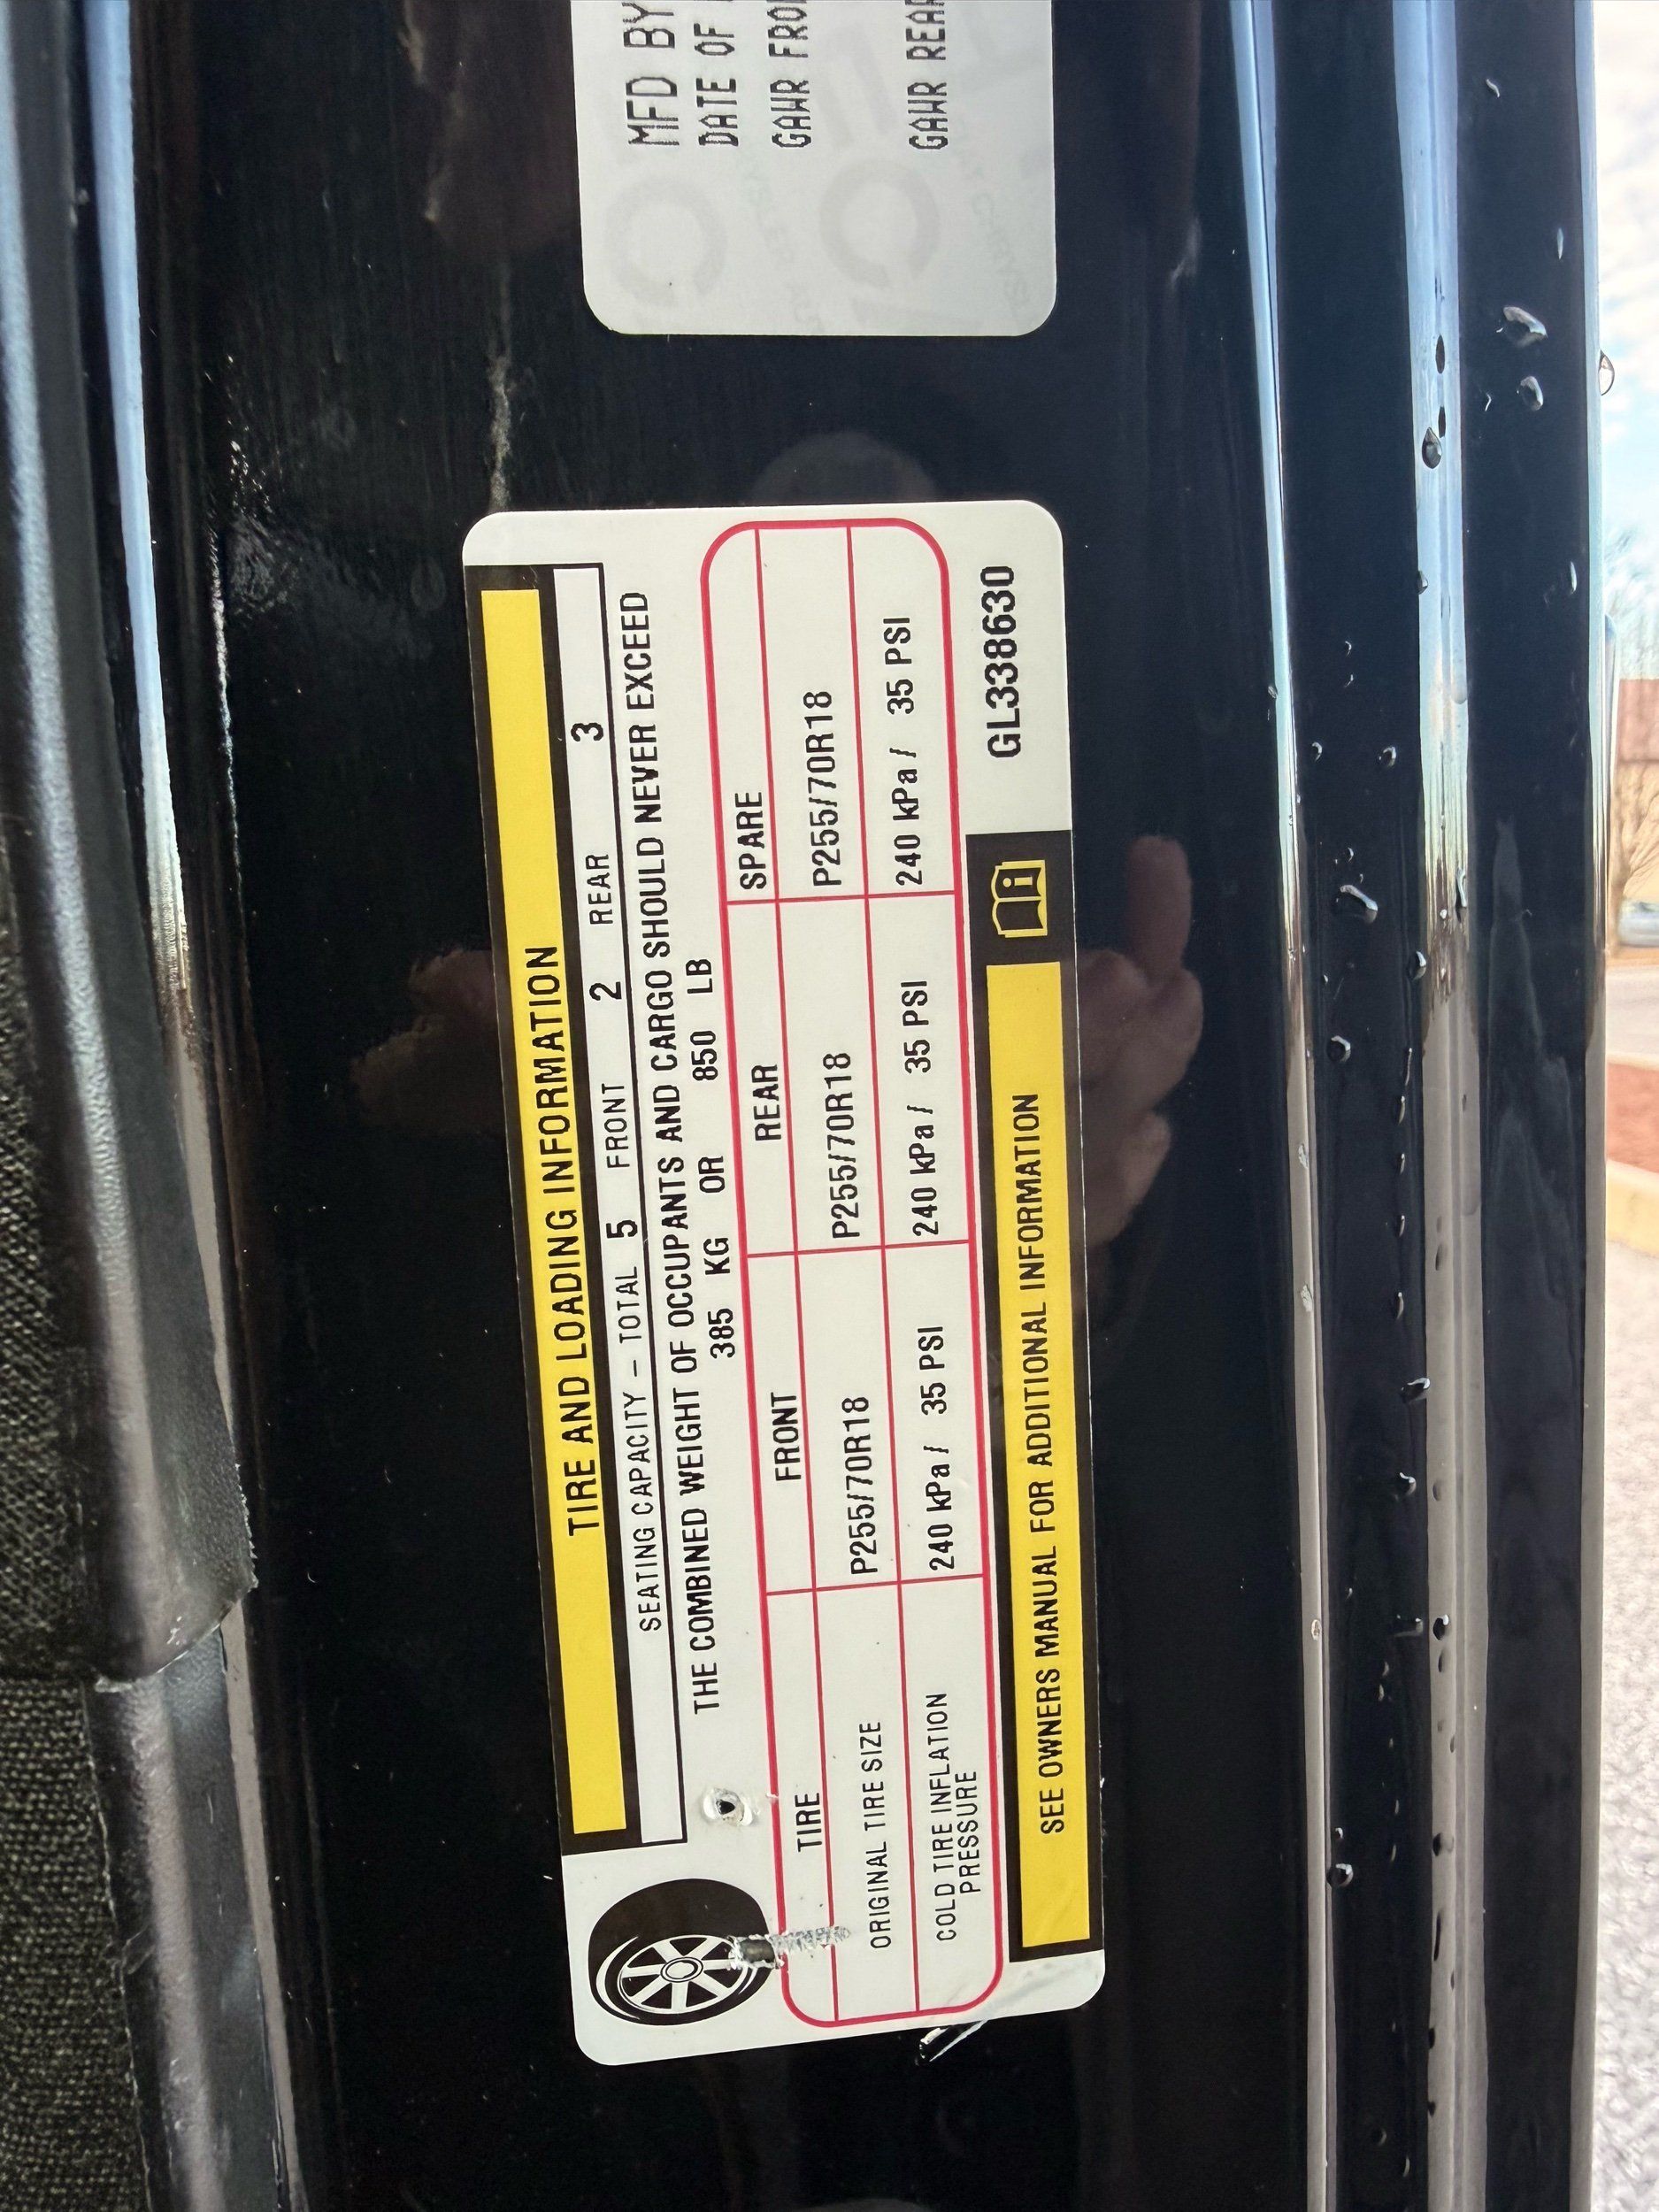 TIRE AND LOADING INFORMATION
SEATING CAPACITY – TOTAL 5 FRONT 2 REAR 3
THE COMBINED WEIGHT OF OCCUPANTS AND CARGO SHOULD NEVER EXCEED
385 KG OR 850 LB
TIRE FRONT REAR SPARE
ORIGINAL TIRE SIZE P255/70R18 P255/70R18 P255/70R18
COLD TIRE INFLATION PRESSURE 240 kPa / 35 PSI 240 kPa / 35 PSI 240 kPa / 35 PSI
SEE OWNERS MANUAL FOR ADDITIONAL INFORMATION
GL338630
MFD BY
DATE OF
GAWR
GAWR